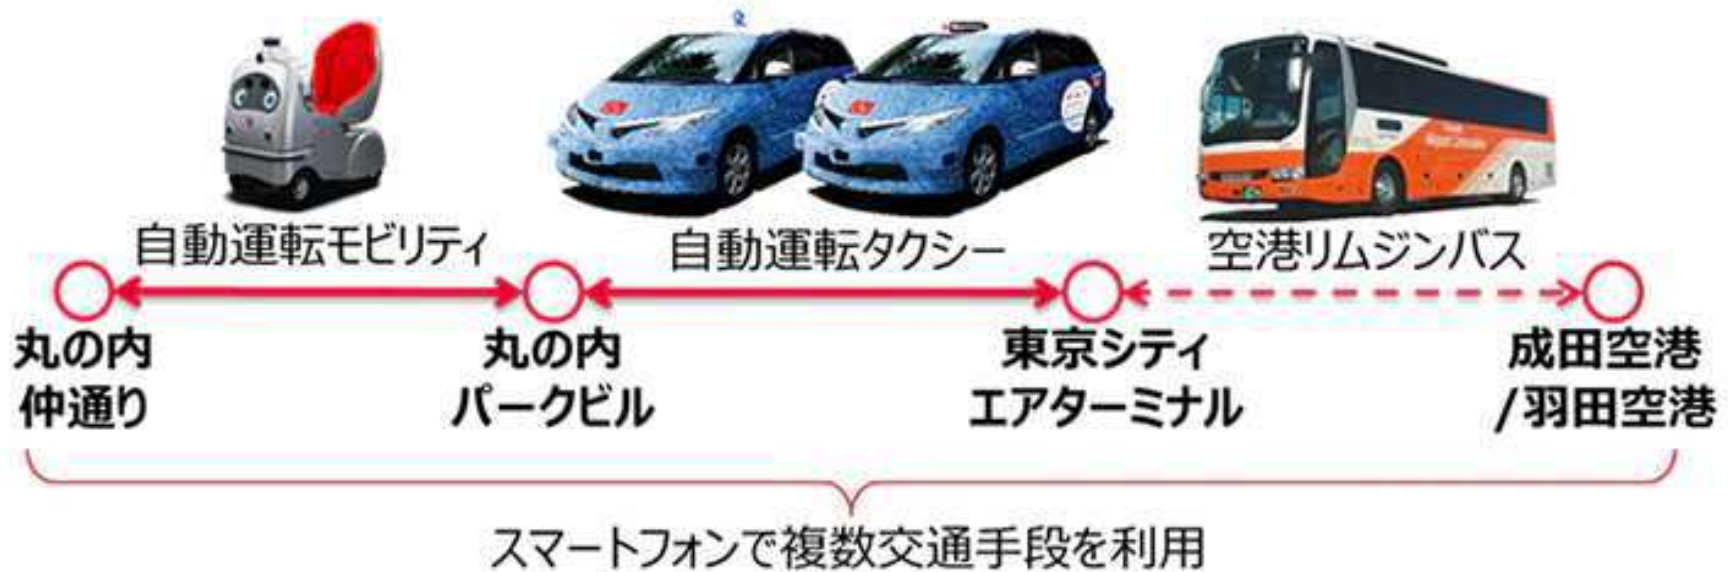 自動運転モビリティ
自動運転タクシー
空港リムジンバス
丸の内
仲通り
丸の内
パークビル
東京シティ
エアターミナル
成田空港
/羽田空港
スマートフォンで複数交通手段を利用